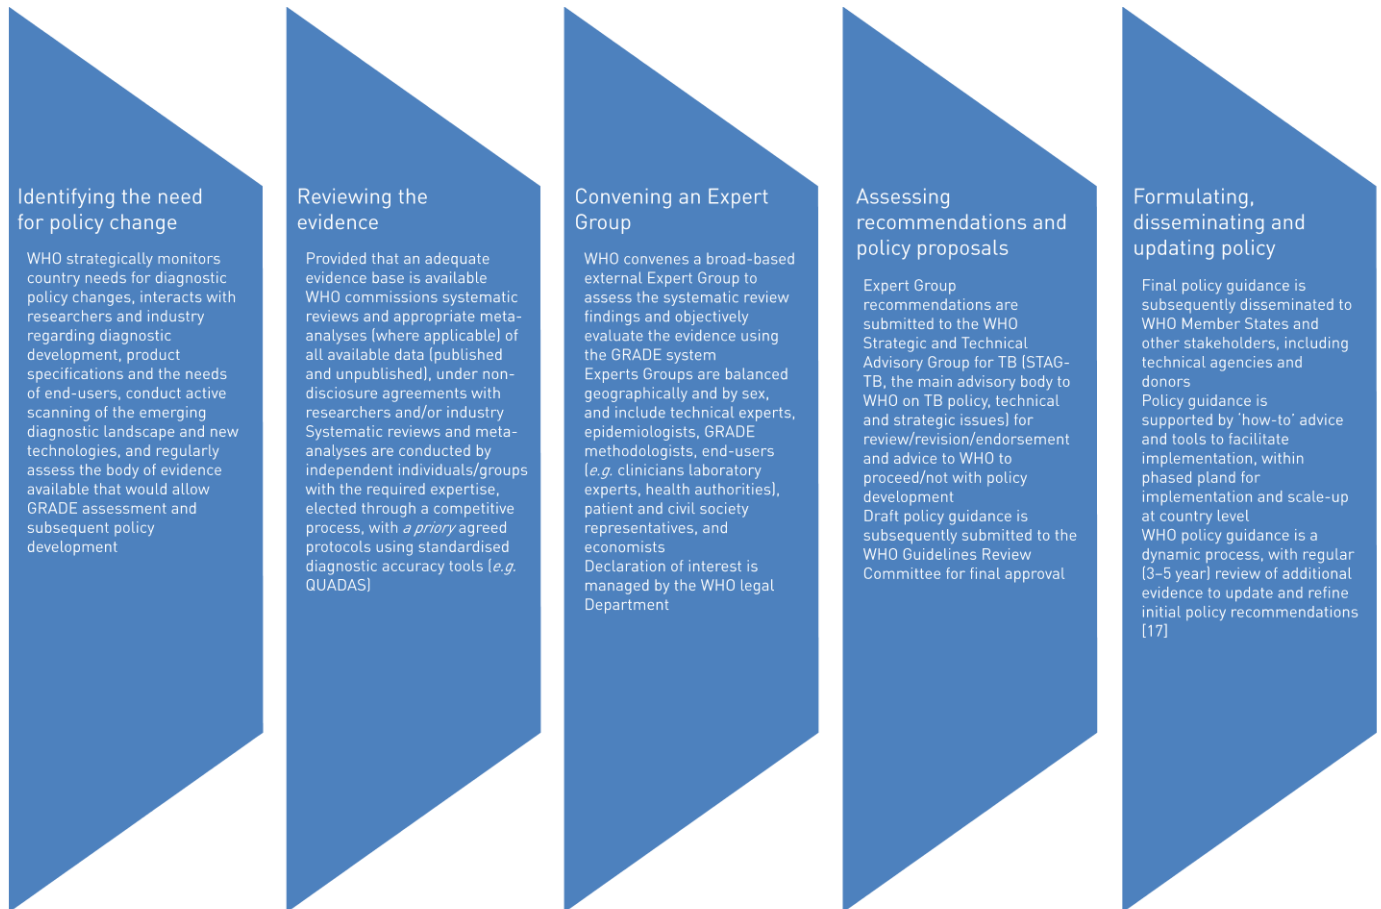 Identifying the need
for policy change
WHO strategically monitors
country needs for diagnostic
policy changes, interacts with
researchers and industry
regarding diagnostic
development, product
specifications and the needs
of end-users, conduct active
scanning of the emerging
diagnostic landscape and new
technologies, and regularly
assess the body of evidence
available that would allow
GRADE assessment and
subsequent policy
development
Reviewing the
evidence
Provided that an adequate
evidence base is available
WHO commissions systematic
reviews and appropriate meta-
analyses (where applicable) of
all available data (published
and unpublished), under non-
disclosure agreements with
researchers and/or industry
Systematic reviews and meta-
analyses are conducted by
independent individuals/groups
with the required expertise,
elected through a competitive
process, with a priory agreed
protocols using standardised
diagnostic accuracy tools (e.g.
QUADAS)
Convening an Expert
Group
WHO convenes a broad-based
external Expert Group to
assess the systematic review
findings and objectively
evaluate the evidence using
the GRADE system
Experts Groups are balanced
geographically and by sex,
and include technical experts,
epidemiologists, GRADE
methodologists, end-users
(e.g. clinicians laboratory
experts, health authorities),
patient and civil society
representatives, and
economists
Declaration of interest is
managed by the WHO legal
Department
Assessing
recommendations and
policy proposals
Expert Group
recommendations are
submitted to the WHO
Strategic and Technical
Advisory Group for TB (STAG-
TB, the main advisory body to
WHO on TB policy, technical
and strategic issues) for
review/revision/endorsement
and advice to WHO to
proceed/not with policy
development
Draft policy guidance is
subsequently submitted to the
WHO Guidelines Review
Committee for final approval
Formulating,
disseminating and
updating policy
Final policy guidance is
subsequently disseminated to
WHO Member States and
other stakeholders, including
technical agencies and
donors
Policy guidance is
supported by 'how-to' advice
and tools to facilitate
implementation, within
phased pland for
implementation and scale-up
at country level
WHO policy guidance is a
dynamic process, with regular
(3–5 year) review of additional
evidence to update and refine
initial policy recommendations
[17]